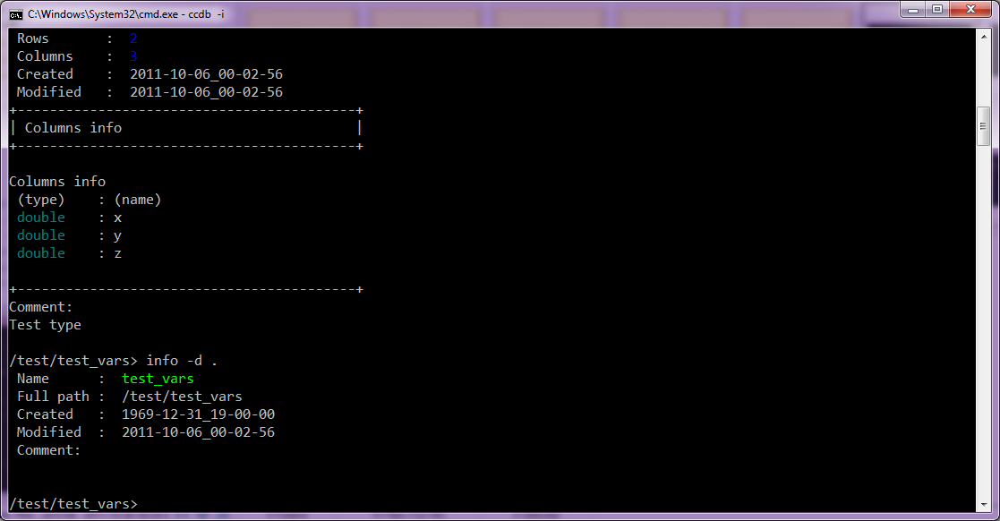 C:\Windows\System32\cmd.exe - ccdb -i
Rows       :  2
Columns    :  3
Created    :  2011-10-06_00-02-56
Modified   :  2011-10-06_00-02-56
+------------------------------------------+
| Columns info                             |
+------------------------------------------+
Columns info
(type)    : (name)
double    : x
double    : y
double    : z
+------------------------------------------+
Comment:
Test type
/test/test_vars> info -d .
Name      :  test_vars
Full path :  /test/test_vars
Created   :  1969-12-31_19-00-00
Modified  :  2011-10-06_00-02-56
Comment:
/test/test_vars>